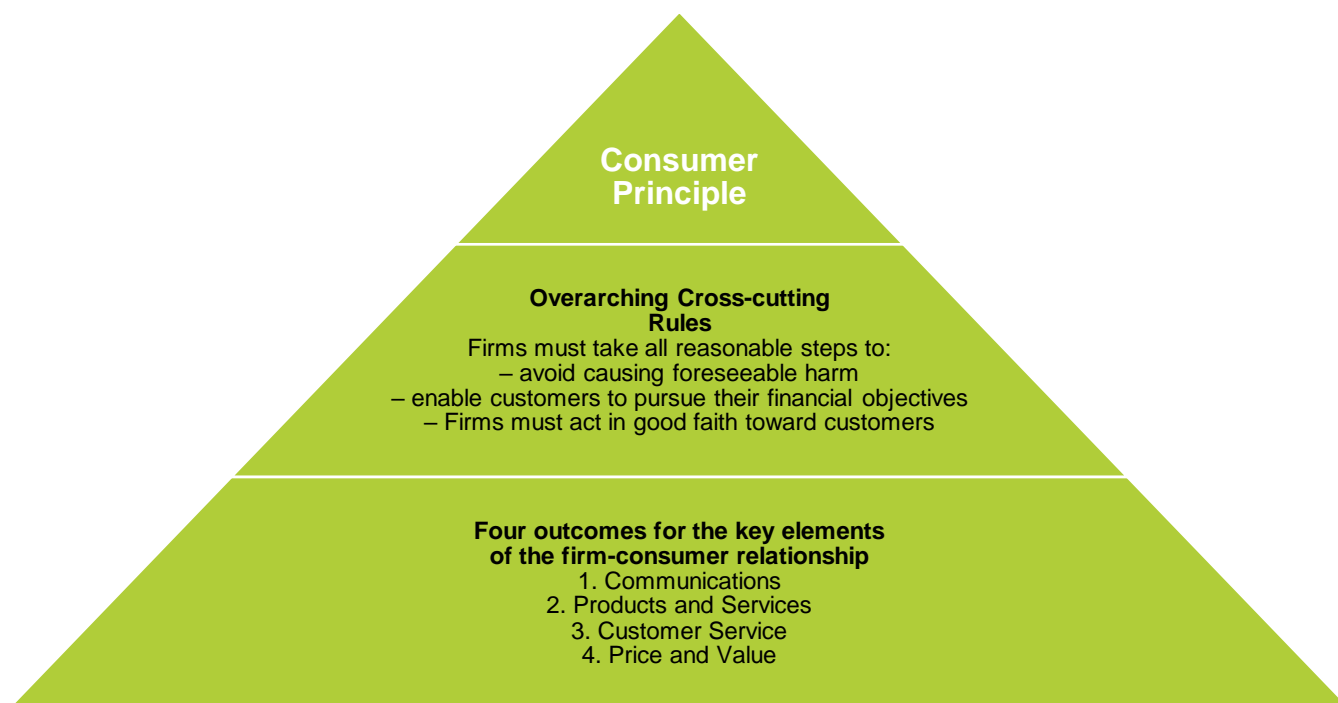 Consumer
Principle
Overarching Cross-cutting
Rules
Firms must take all reasonable steps to:
– avoid causing foreseeable harm
– enable customers to pursue their financial objectives
– Firms must act in good faith toward customers
Four outcomes for the key elements
of the firm-consumer relationship
1. Communications
2. Products and Services
3. Customer Service
4. Price and Value